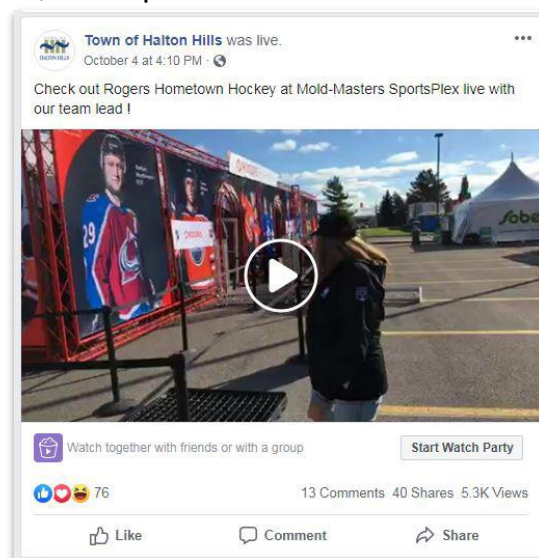 Town of Halton Hills was live.
October 4 at 4:10 PM ·
Check out Rogers Hometown Hockey at Mold-Masters SportsPlex live with
our team lead !
29
Sobe
Watch together with friends or with a group
Start Watch Party
76
13 Comments 40 Shares 5.3K Views
Like
Comment
Share